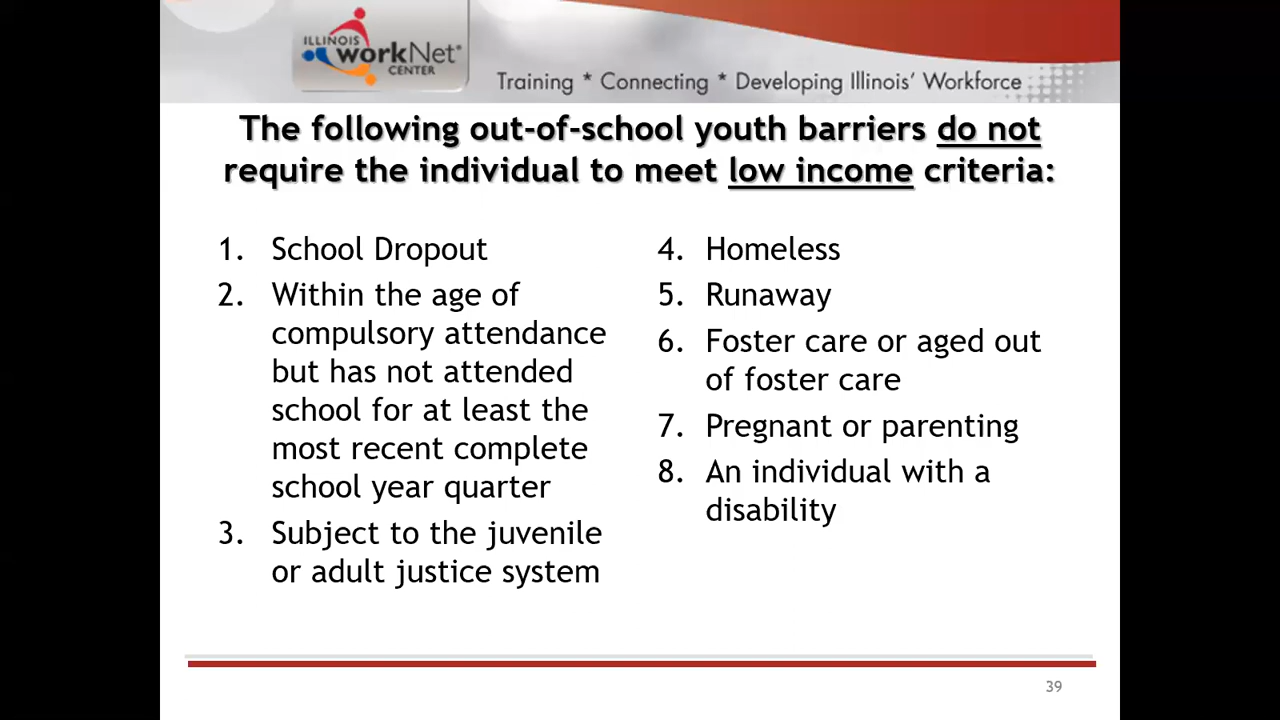 ILLINOIS
workNet®
CENTER
Training * Connecting * Developing Illinois' Workforce
The following out-of-school youth barriers do not
require the individual to meet low income criteria:
1. School Dropout
2. Within the age of
compulsory attendance
but has not attended
school for at least the
most recent complete
school year quarter
3. Subject to the juvenile
or adult justice system
4. Homeless
5. Runaway
6. Foster care or aged out
of foster care
7. Pregnant or parenting
8. An individual with a
disability
39